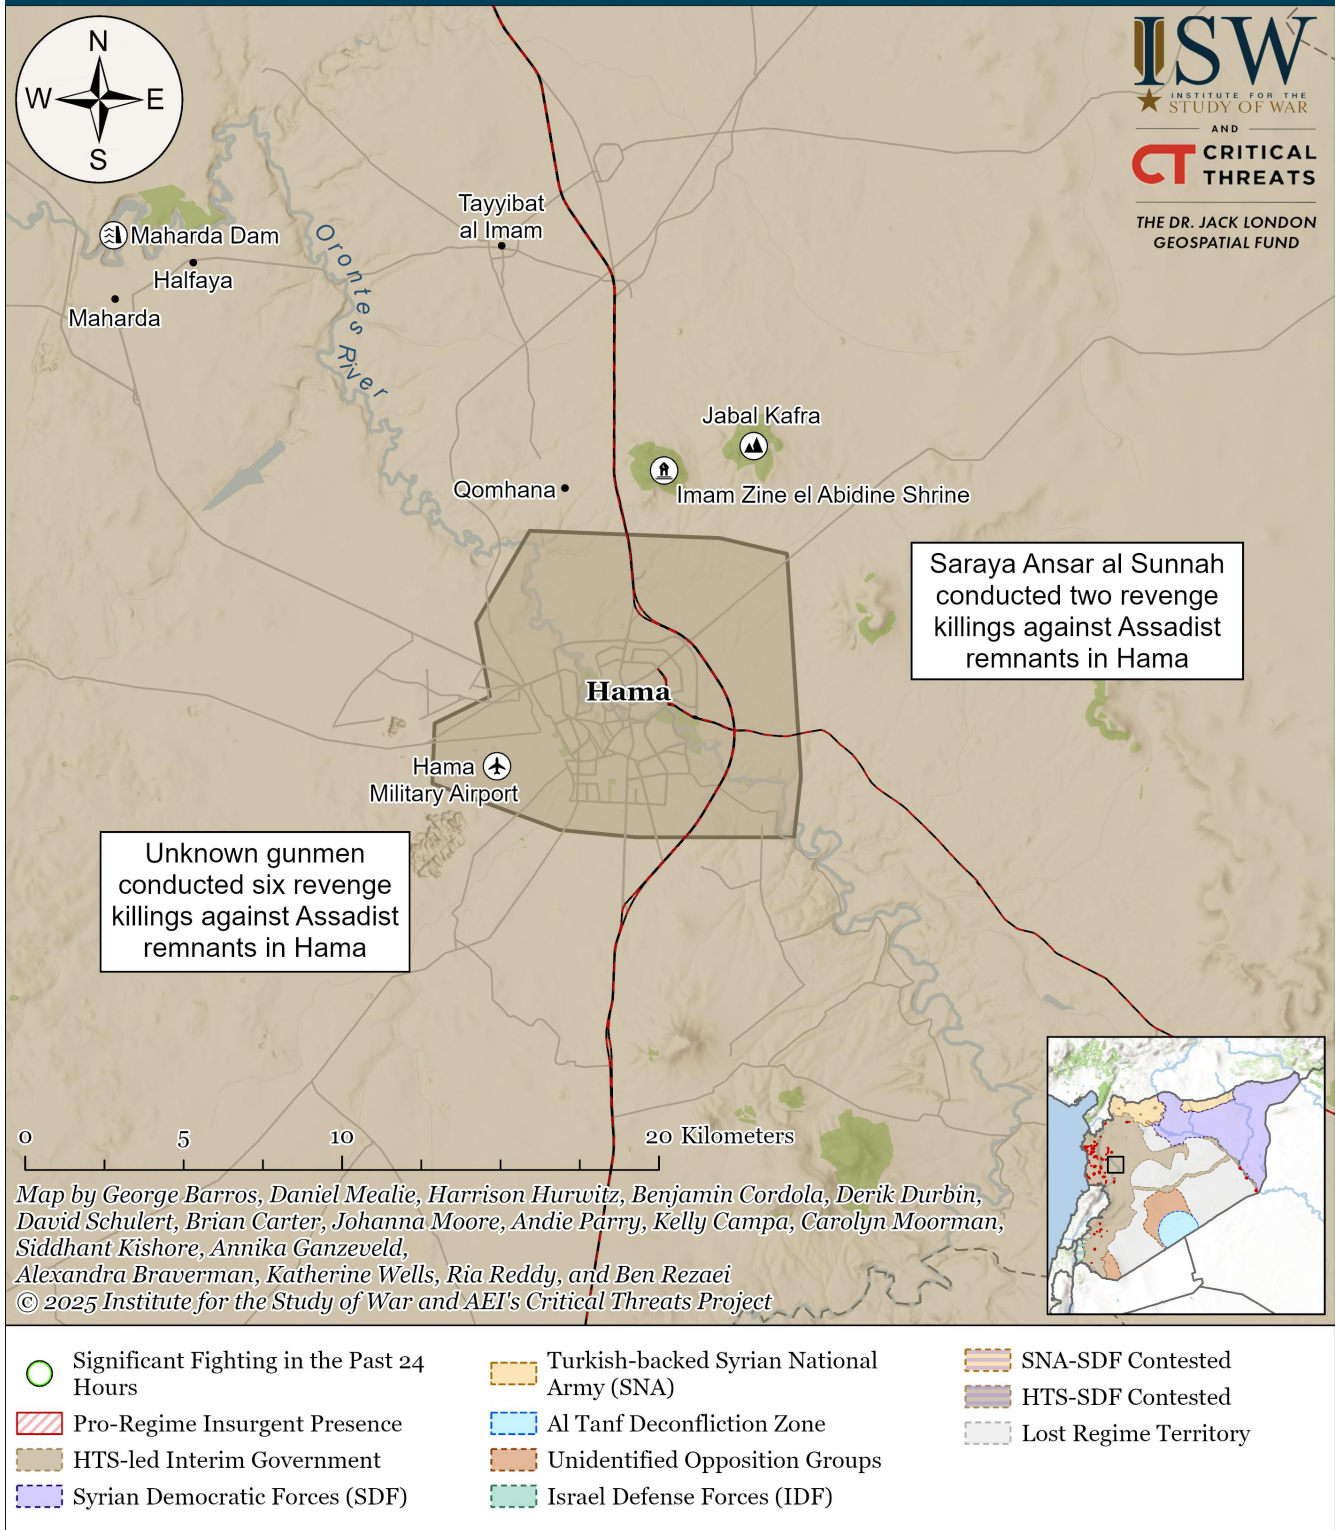 N
W
E
S
ISW
INSTITUTE FOR THE
STUDY OF WAR
AND
CT CRITICAL
THREATS
THE DR. JACK LONDON
GEOSPATIAL FUND
Tayyibat
al Imam
Maharda Dam
Halfaya
Maharda
Orontes
River
Jabal Kafra
Imam Zine el Abidine Shrine
Qomhana
Saraya Ansar al Sunnah
conducted two revenge
killings against Assadist
remnants in Hama
Hama
Hama
Military Airport
Unknown gunmen
conducted six revenge
killings against Assadist
remnants in Hama
0 5 10 20 Kilometers
Map by George Barros, Daniel Mealie, Harrison Hurwitz, Benjamin Cordola, Derik Durbin,
David Schulert, Brian Carter, Johanna Moore, Andie Parry, Kelly Campa, Carolyn Moorman,
Siddhant Kishore, Annika Ganzeveld,
Alexandra Braverman, Katherine Wells, Ria Reddy, and Ben Rezaei
© 2025 Institute for the Study of War and AEI's Critical Threats Project
Significant Fighting in the Past 24
Hours
Pro-Regime Insurgent Presence
HTS-led Interim Government
Syrian Democratic Forces (SDF)
Turkish-backed Syrian National
Army (SNA)
Al Tanf Deconfliction Zone
Unidentified Opposition Groups
Israel Defense Forces (IDF)
SNA-SDF Contested
HTS-SDF Contested
Lost Regime Territory